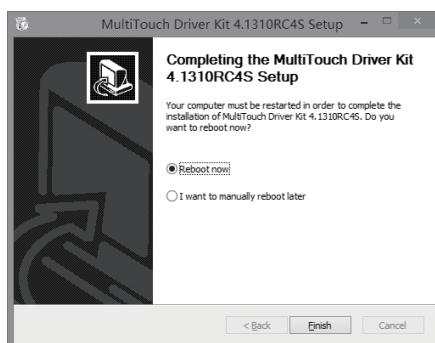 MultiTouch Driver Kit 4.1310RC4S Setup
Completing the MultiTouch Driver Kit
4.1310RC4S Setup
Your computer must be restarted in order to complete the
installation of MultiTouch Driver Kit 4.1310RC4S. Do you
want to reboot now?
Reboot now
I want to manually reboot later
< Back Finish Cancel